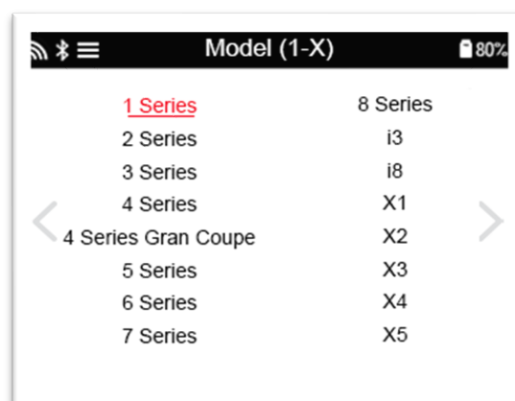 Model (1-X) 80%
1 Series
2 Series
3 Series
4 Series
4 Series Gran Coupe
5 Series
6 Series
7 Series
8 Series
i3
i8
X1
X2
X3
X4
X5